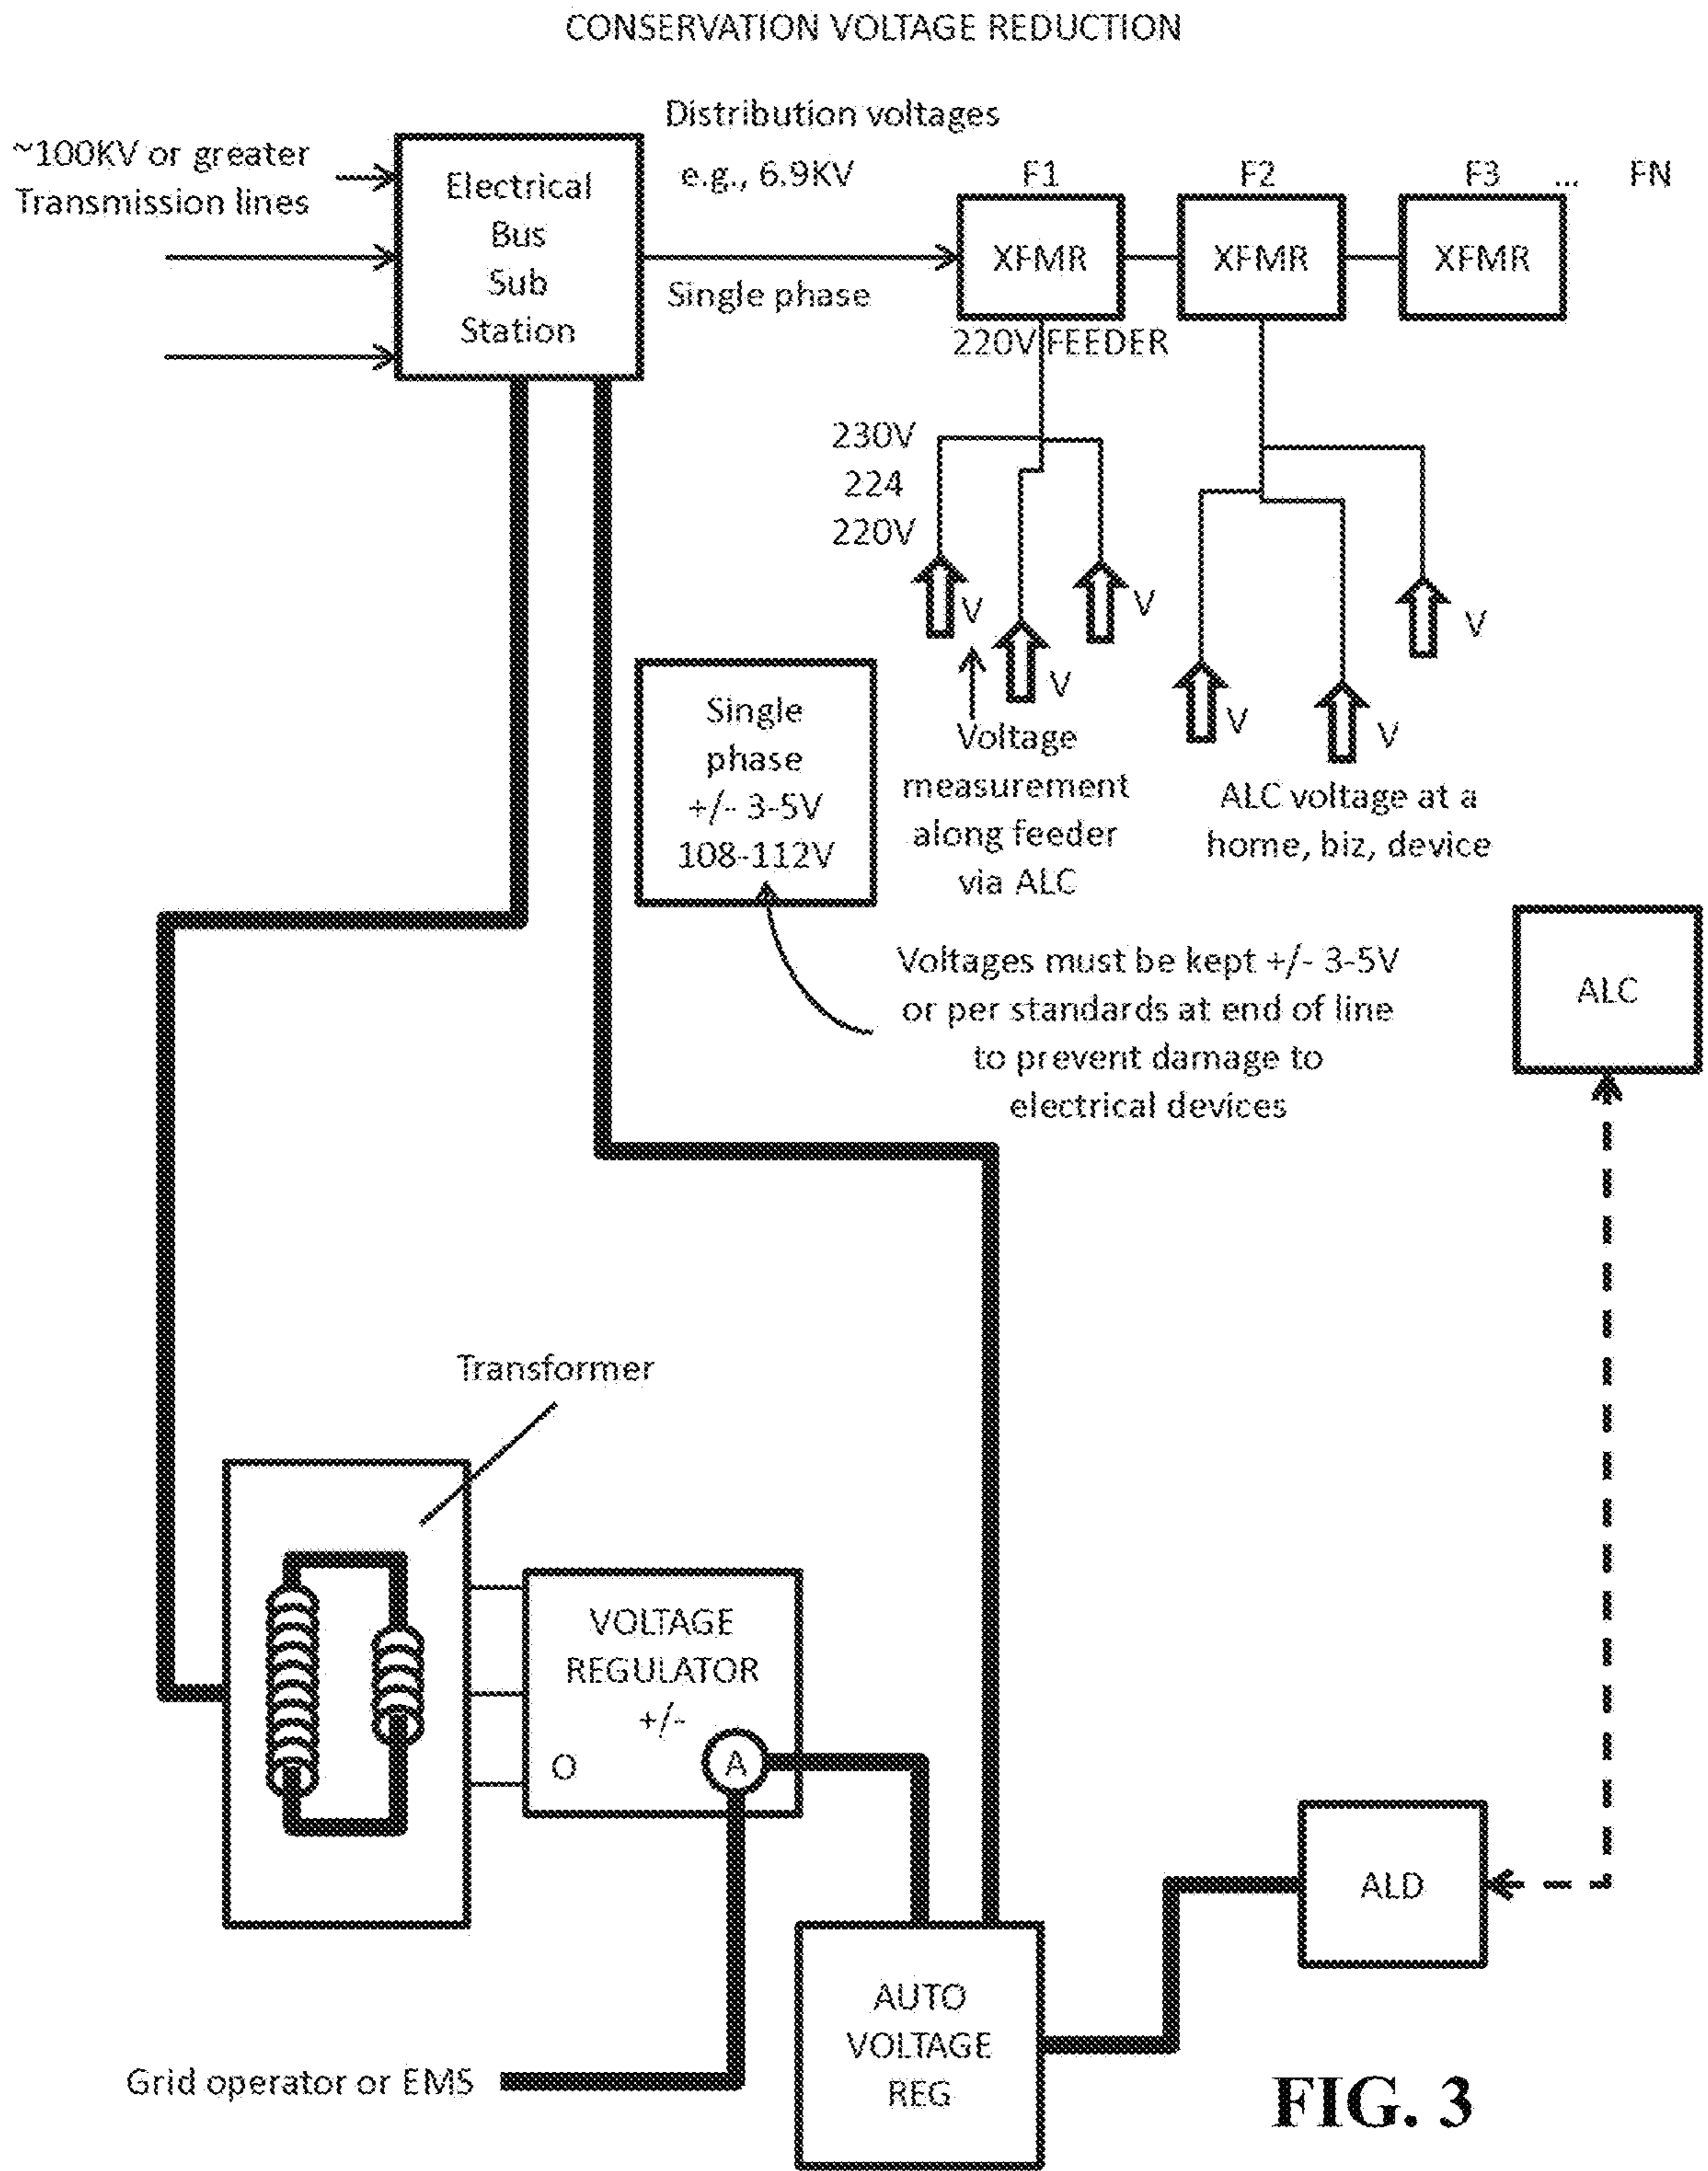 CONSERVATION VOLTAGE REDUCTION
~100KV or greater
Transmission lines
Electrical
Bus
Sub
Station
Distribution voltages
e.g., 6.9KV
Single phase
F1
F2
F3
...
FN
XFMR
XFMR
XFMR
220V FEEDER
230V
224
220V
V
V
V
V
V
V
Single
phase
+/- 3-5V
108-112V
Voltage
measurement
along feeder
via ALC
ALC voltage at a
home, biz, device
Voltages must be kept +/- 3-5V
or per standards at end of line
to prevent damage to
electrical devices
ALC
Transformer
VOLTAGE
REGULATOR
+/-
O
A
ALD
AUTO
VOLTAGE
REG
Grid operator or EMS
FIG. 3